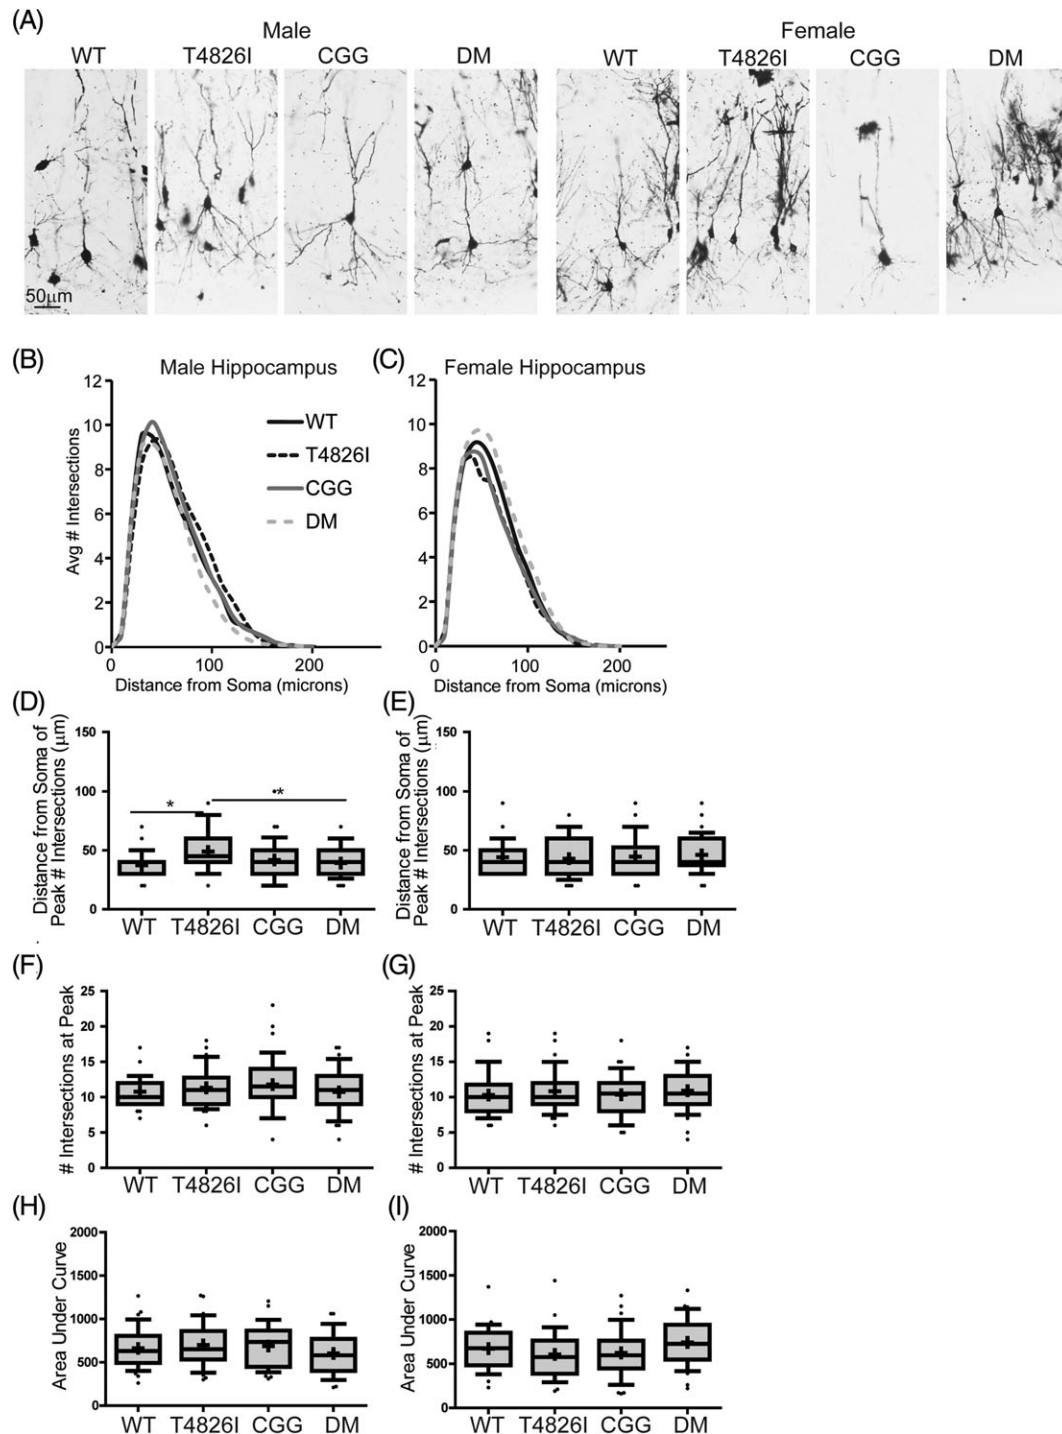 (A)
Male
Female
WT
T4826I
CGG
DM
WT
T4826I
CGG
DM
50μm
(B)
Male Hippocampus
12
10
8
6
4
2
0
Avg # Intersections
WT
T4826I
CGG
DM
0
100
200
Distance from Soma (microns)
(C)
Female Hippocampus
12
10
8
6
4
2
0
0
100
200
Distance from Soma (microns)
(D)
Distance from Soma of
Peak # Intersections (μm)
150
100
50
0
*
*
WT
T4826I
CGG
DM
(E)
Distance from Soma of
Peak # Intersections (μm)
150
100
50
0
WT
T4826I
CGG
DM
(F)
# Intersections at Peak
25
20
15
10
5
0
WT
T4826I
CGG
DM
(G)
# Intersections at Peak
25
20
15
10
5
0
WT
T4826I
CGG
DM
(H)
Area Under Curve
2000
1500
1000
500
0
WT
T4826I
CGG
DM
(I)
Area Under Curve
2000
1500
1000
500
0
WT
T4826I
CGG
DM